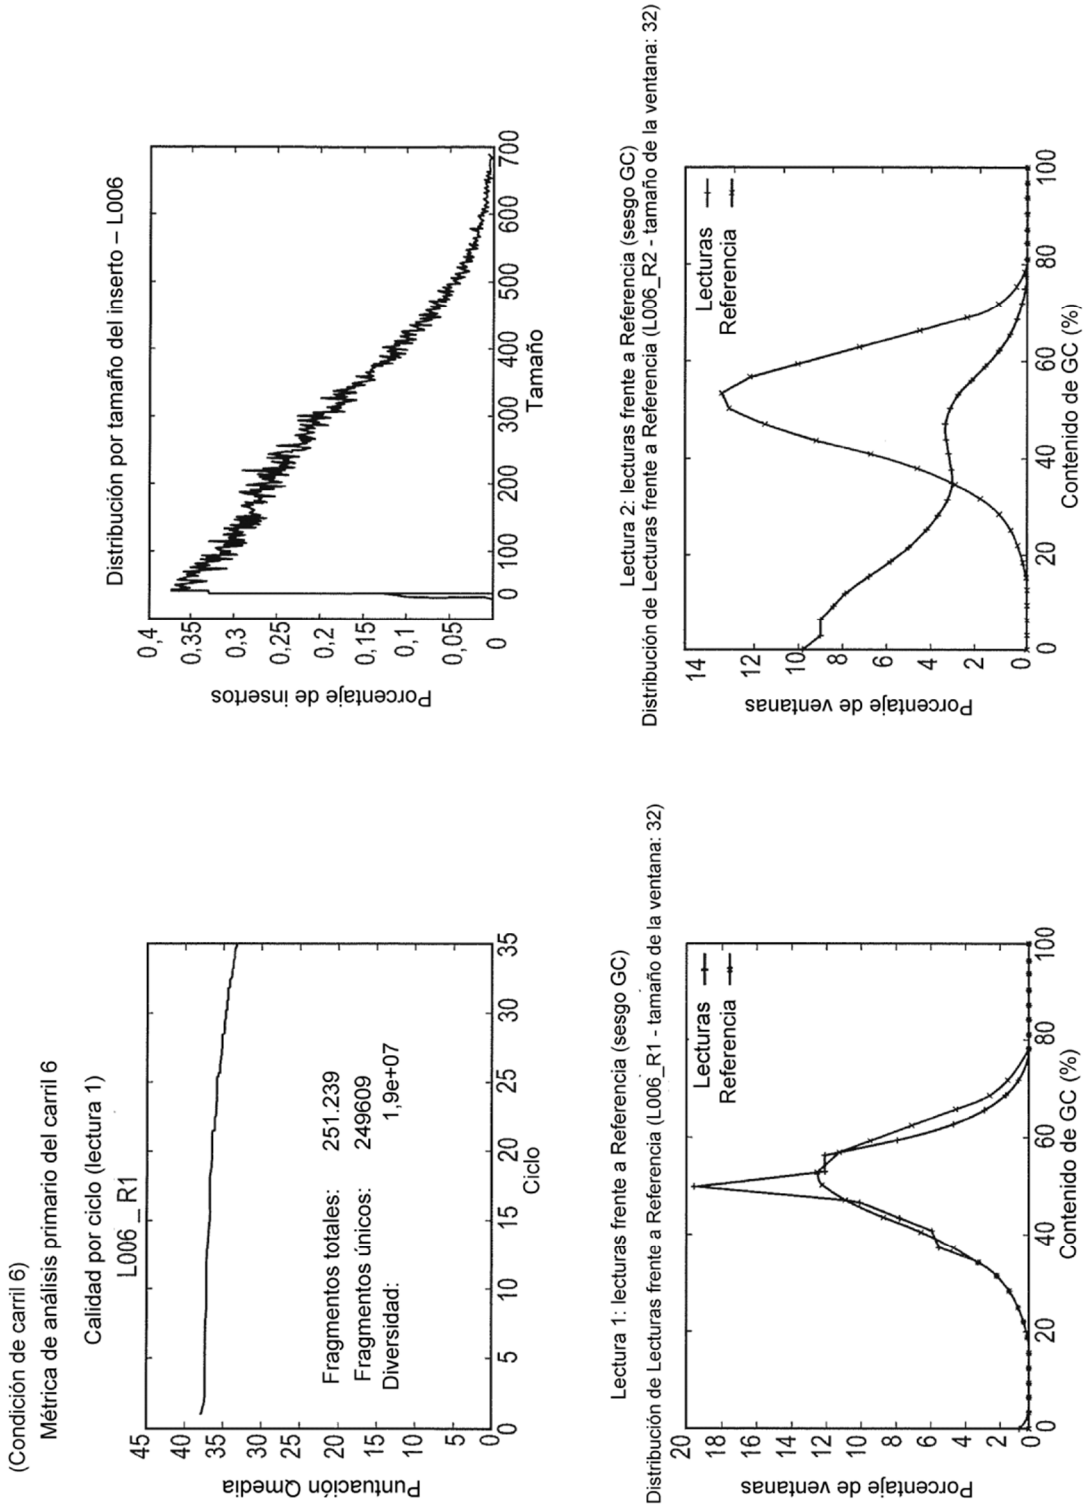 (Condición de carril 6)
Métrica de análisis primario del carril 6
Calidad por ciclo (lectura 1)
L006 _ R1
Puntuación Qmedia
45
40
35
30
25
20
15
10
5
0
Fragmentos totales: 251.239
Fragmentos únicos: 249609
Diversidad: 1,9e+07
0 5 10 15 20 25 30 35
Ciclo
Distribución por tamaño del inserto – L006
Porcentaje de insertos
0,4
0,35
0,3
0,25
0,2
0,15
0,1
0,05
0
0 100 200 300 400 500 600 700
Tamaño
Lectura 1: lecturas frente a Referencia (sesgo GC)
Distribución de Lecturas frente a Referencia (L006_R1 - tamaño de la ventana: 32)
Porcentaje de ventanas
20
18
16
14
12
10
8
6
4
2
0
Lecturas
Referencia
0 20 40 60 80 100
Contenido de GC (%)
Lectura 2: lecturas frente a Referencia (sesgo GC)
Distribución de Lecturas frente a Referencia (L006_R2 - tamaño de la ventana: 32)
Porcentaje de ventanas
14
12
10
8
6
4
2
0
Lecturas
Referencia
0 20 40 60 80 100
Contenido de GC (%)